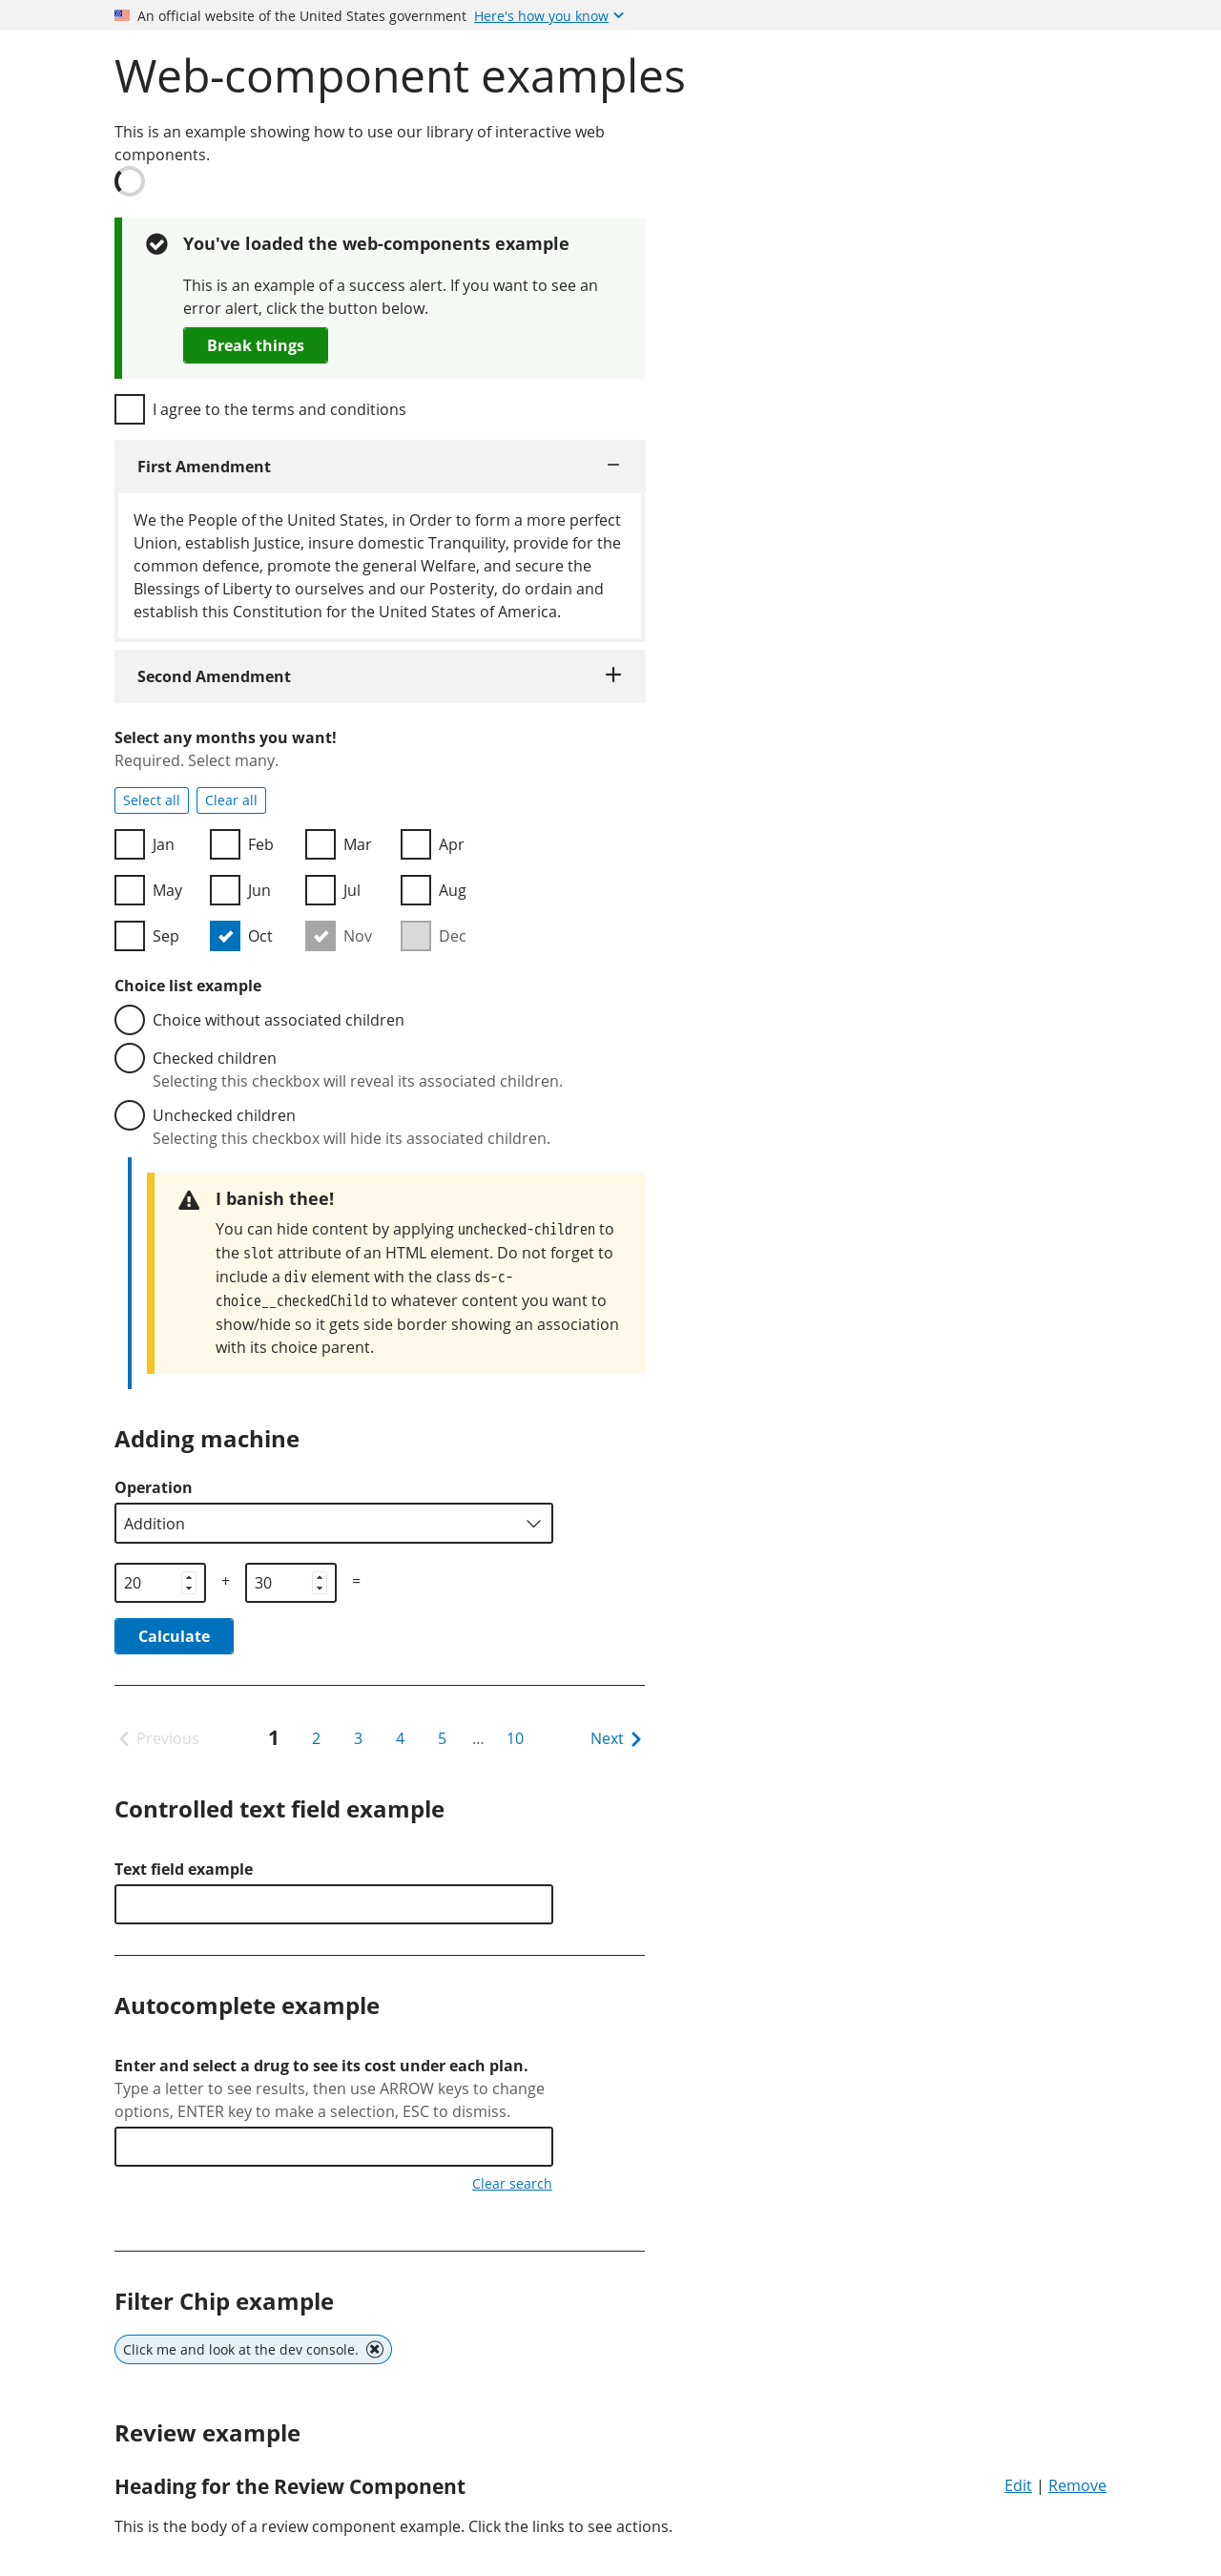 An official website of the United States government Here's how you know
Web-component examples
This is an example showing how to use our library of interactive web
components.
You've loaded the web-components example
This is an example of a success alert. If you want to see an
error alert, click the button below.
Break things
I agree to the terms and conditions
First Amendment
We the People of the United States, in Order to form a more perfect
Union, establish Justice, insure domestic Tranquility, provide for the
common defence, promote the general Welfare, and secure the
Blessings of Liberty to ourselves and our Posterity, do ordain and
establish this Constitution for the United States of America.
Second Amendment
Select any months you want!
Required. Select many.
Select all Clear all
Jan Feb Mar Apr
May Jun Jul Aug
Sep Oct Nov Dec
Choice list example
Choice without associated children
Checked children
Selecting this checkbox will reveal its associated children.
Unchecked children
Selecting this checkbox will hide its associated children.
I banish thee!
You can hide content by applying unchecked-children to
the slot attribute of an HTML element. Do not forget to
include a div element with the class ds-c-
choice__checkedChild to whatever content you want to
show/hide so it gets side border showing an association
with its choice parent.
Adding machine
Operation
Addition
20 + 30 =
Calculate
Previous 1 2 3 4 5 … 10 Next
Controlled text field example
Text field example
Autocomplete example
Enter and select a drug to see its cost under each plan.
Type a letter to see results, then use ARROW keys to change
options, ENTER key to make a selection, ESC to dismiss.
Clear search
Filter Chip example
Click me and look at the dev console.
Review example
Heading for the Review Component Edit | Remove
This is the body of a review component example. Click the links to see actions.